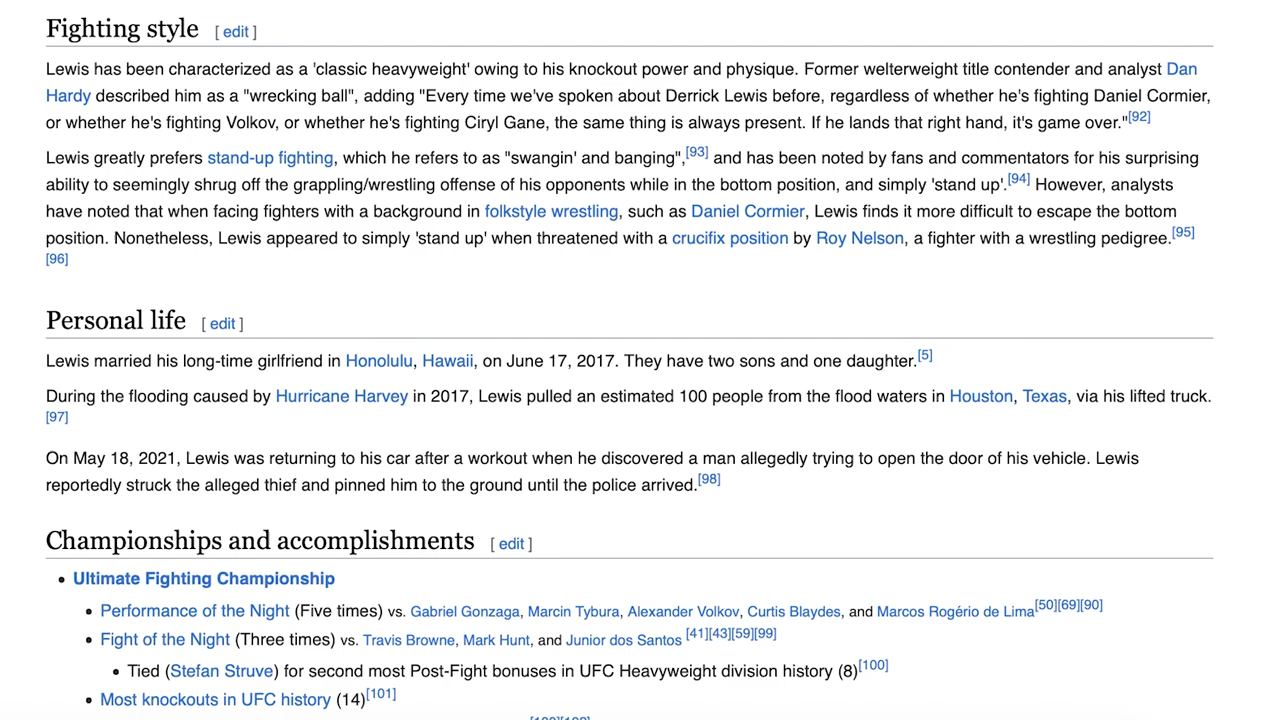 Fighting style [ edit ]
Lewis has been characterized as a 'classic heavyweight' owing to his knockout power and physique. Former welterweight title contender and analyst Dan
Hardy described him as a "wrecking ball", adding "Every time we've spoken about Derrick Lewis before, regardless of whether he's fighting Daniel Cormier,
or whether he's fighting Volkov, or whether he's fighting Ciryl Gane, the same thing is always present. If he lands that right hand, it's game over."[92]
Lewis greatly prefers stand-up fighting, which he refers to as "swangin' and banging",[93] and has been noted by fans and commentators for his surprising
ability to seemingly shrug off the grappling/wrestling offense of his opponents while in the bottom position, and simply 'stand up'.[94] However, analysts
have noted that when facing fighters with a background in folkstyle wrestling, such as Daniel Cormier, Lewis finds it more difficult to escape the bottom
position. Nonetheless, Lewis appeared to simply 'stand up' when threatened with a crucifix position by Roy Nelson, a fighter with a wrestling pedigree.[95]
[96]
Personal life [ edit ]
Lewis married his long-time girlfriend in Honolulu, Hawaii, on June 17, 2017. They have two sons and one daughter.[5]
During the flooding caused by Hurricane Harvey in 2017, Lewis pulled an estimated 100 people from the flood waters in Houston, Texas, via his lifted truck.
[97]
On May 18, 2021, Lewis was returning to his car after a workout when he discovered a man allegedly trying to open the door of his vehicle. Lewis
reportedly struck the alleged thief and pinned him to the ground until the police arrived.[98]
Championships and accomplishments [ edit ]
• Ultimate Fighting Championship
• Performance of the Night (Five times) vs. Gabriel Gonzaga, Marcin Tybura, Alexander Volkov, Curtis Blaydes, and Marcos Rogério de Lima[50][69][90]
• Fight of the Night (Three times) vs. Travis Browne, Mark Hunt, and Junior dos Santos [41][43][59][99]
• Tied (Stefan Struve) for second most Post-Fight bonuses in UFC Heavyweight division history (8)[100]
• Most knockouts in UFC history (14)[101]